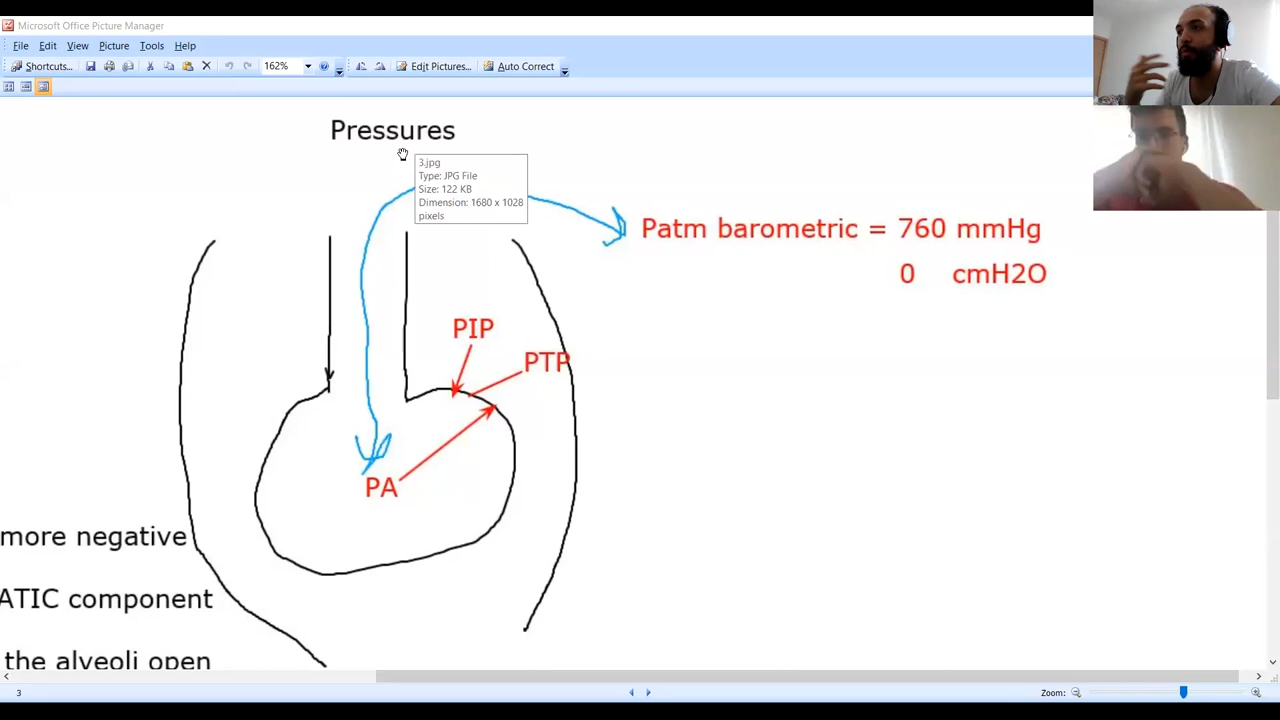 Microsoft Office Picture Manager
File Edit View Picture Tools Help
Shortcuts... 162% Edit Pictures... Auto Correct
Pressures
3.jpg
Type: JPG File
Size: 122 KB
Dimension: 1680 x 1028
pixels
Patm barometric = 760 mmHg
0 cmH2O
PIP
PTP
PA
more negative
ATIC component
the alveoli open
3
Zoom: